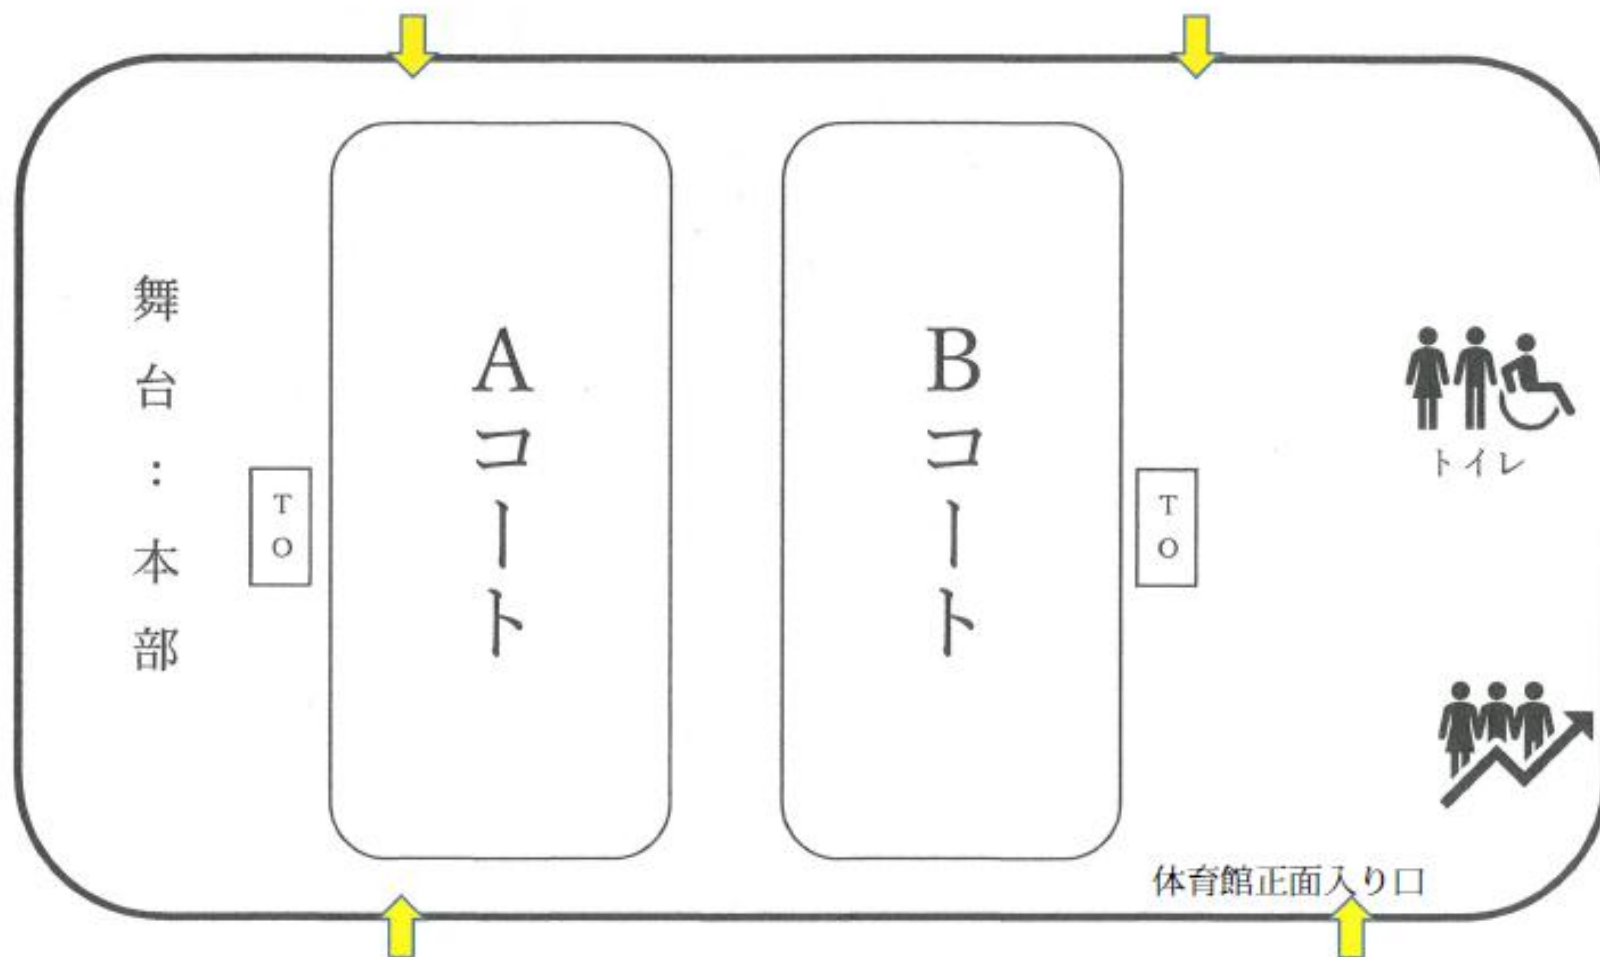 舞台：本部
TO
Aコート
Bコート
TO
トイレ
体育館正面入り口